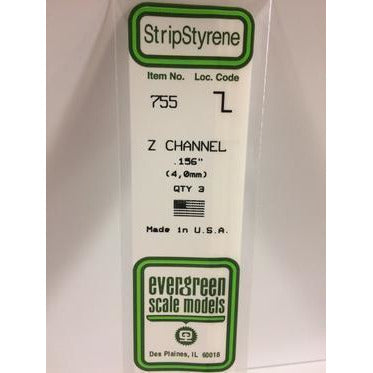 StripStyrene
Item No. Loc. Code
755
Z CHANNEL
.156"
(4,0mm)
QTY 3
Made in U.S.A.
evergreen
scale models
Des Plaines, IL 60018